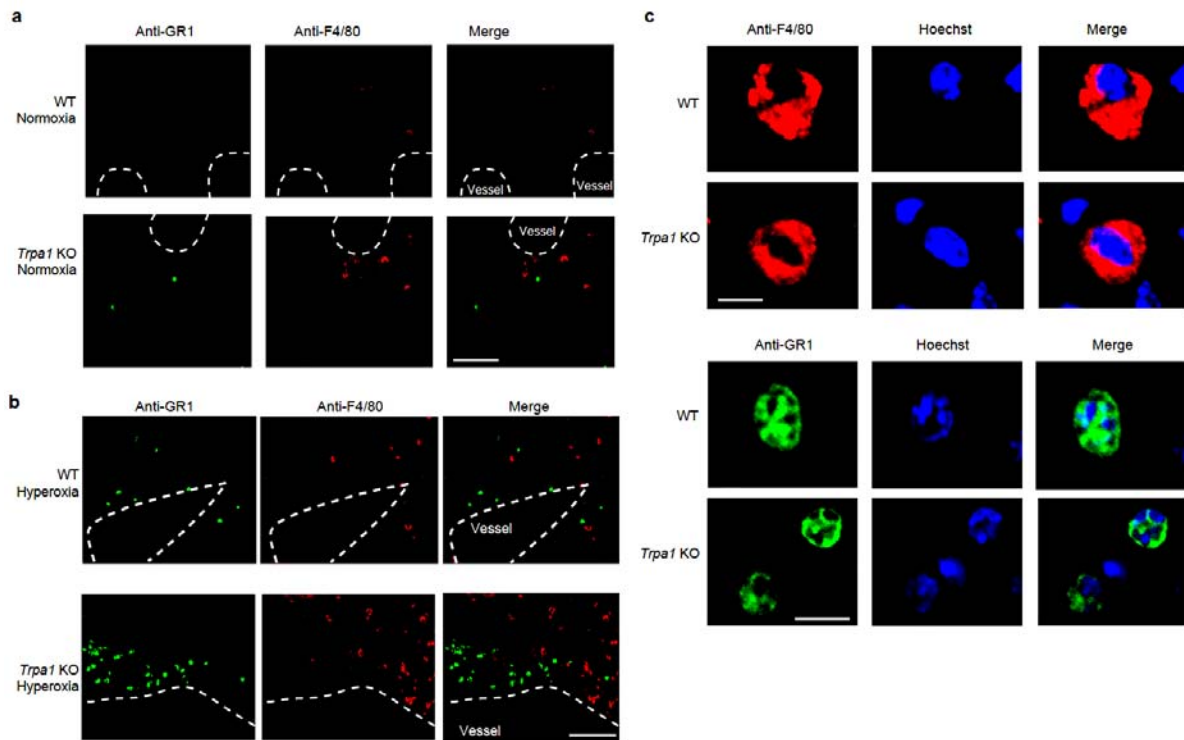 a
Anti-GR1 Anti-F4/80 Merge
WT
Normoxia
Vessel Vessel
Trpa1 KO
Normoxia
Vessel
b
Anti-GR1 Anti-F4/80 Merge
WT
Hyperoxia
Vessel
Trpa1 KO
Hyperoxia
Vessel
c
Anti-F4/80 Hoechst Merge
WT
Trpa1 KO
Anti-GR1 Hoechst Merge
WT
Trpa1 KO